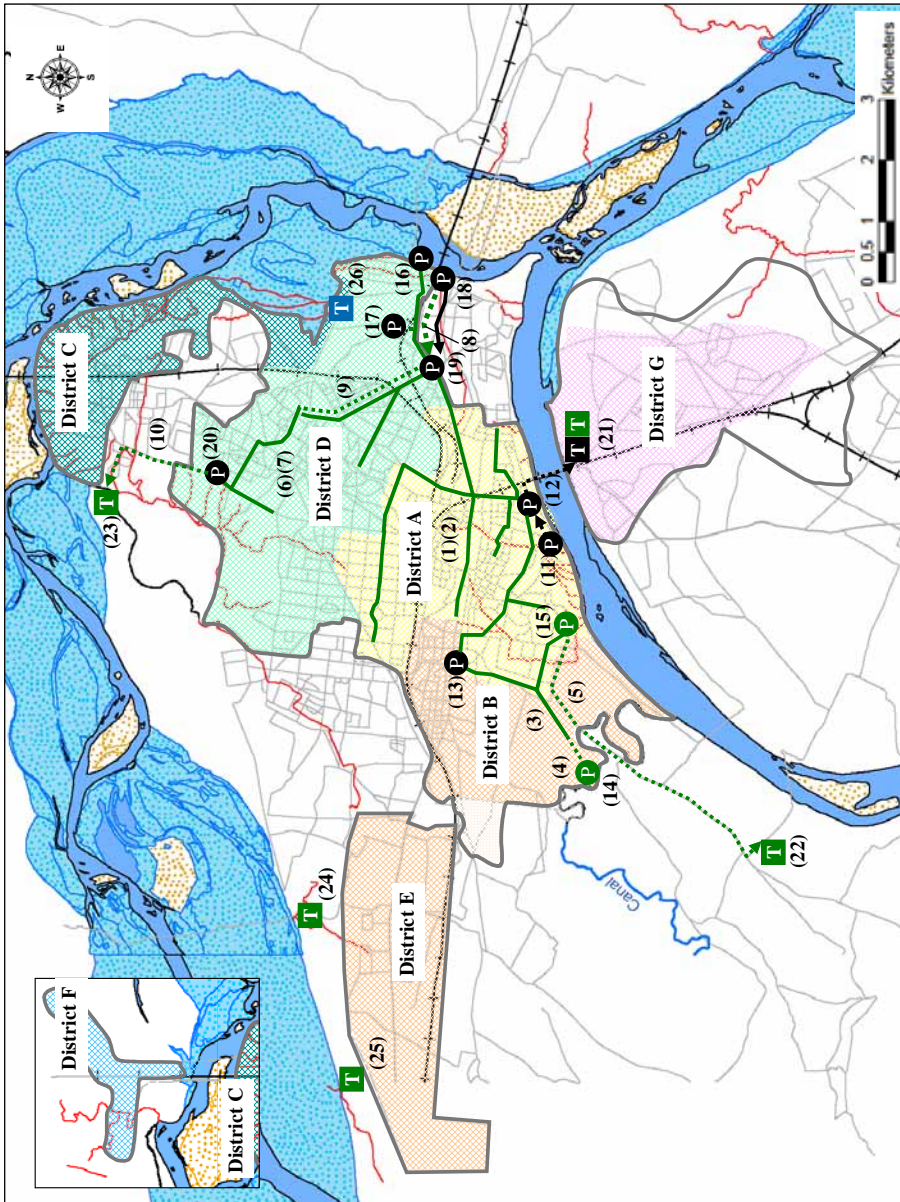 N
E
S
W
District F
District C
District C
(10)
(23)
T
P
(20)
(6)(7)
(9)
T
(26)
(17)
P
(16)
P
P
(18)
(8)
(19)
P
District D
District A
(1)(2)
(24)
T
(25)
T
District E
District B
(13)
P
(15)
P
(3)
(5)
(4)
P
(14)
(11)
P
(12)
P
T T
(21)
District G
Canal
T
(22)
0 0.5 1 2 3
Kilometers